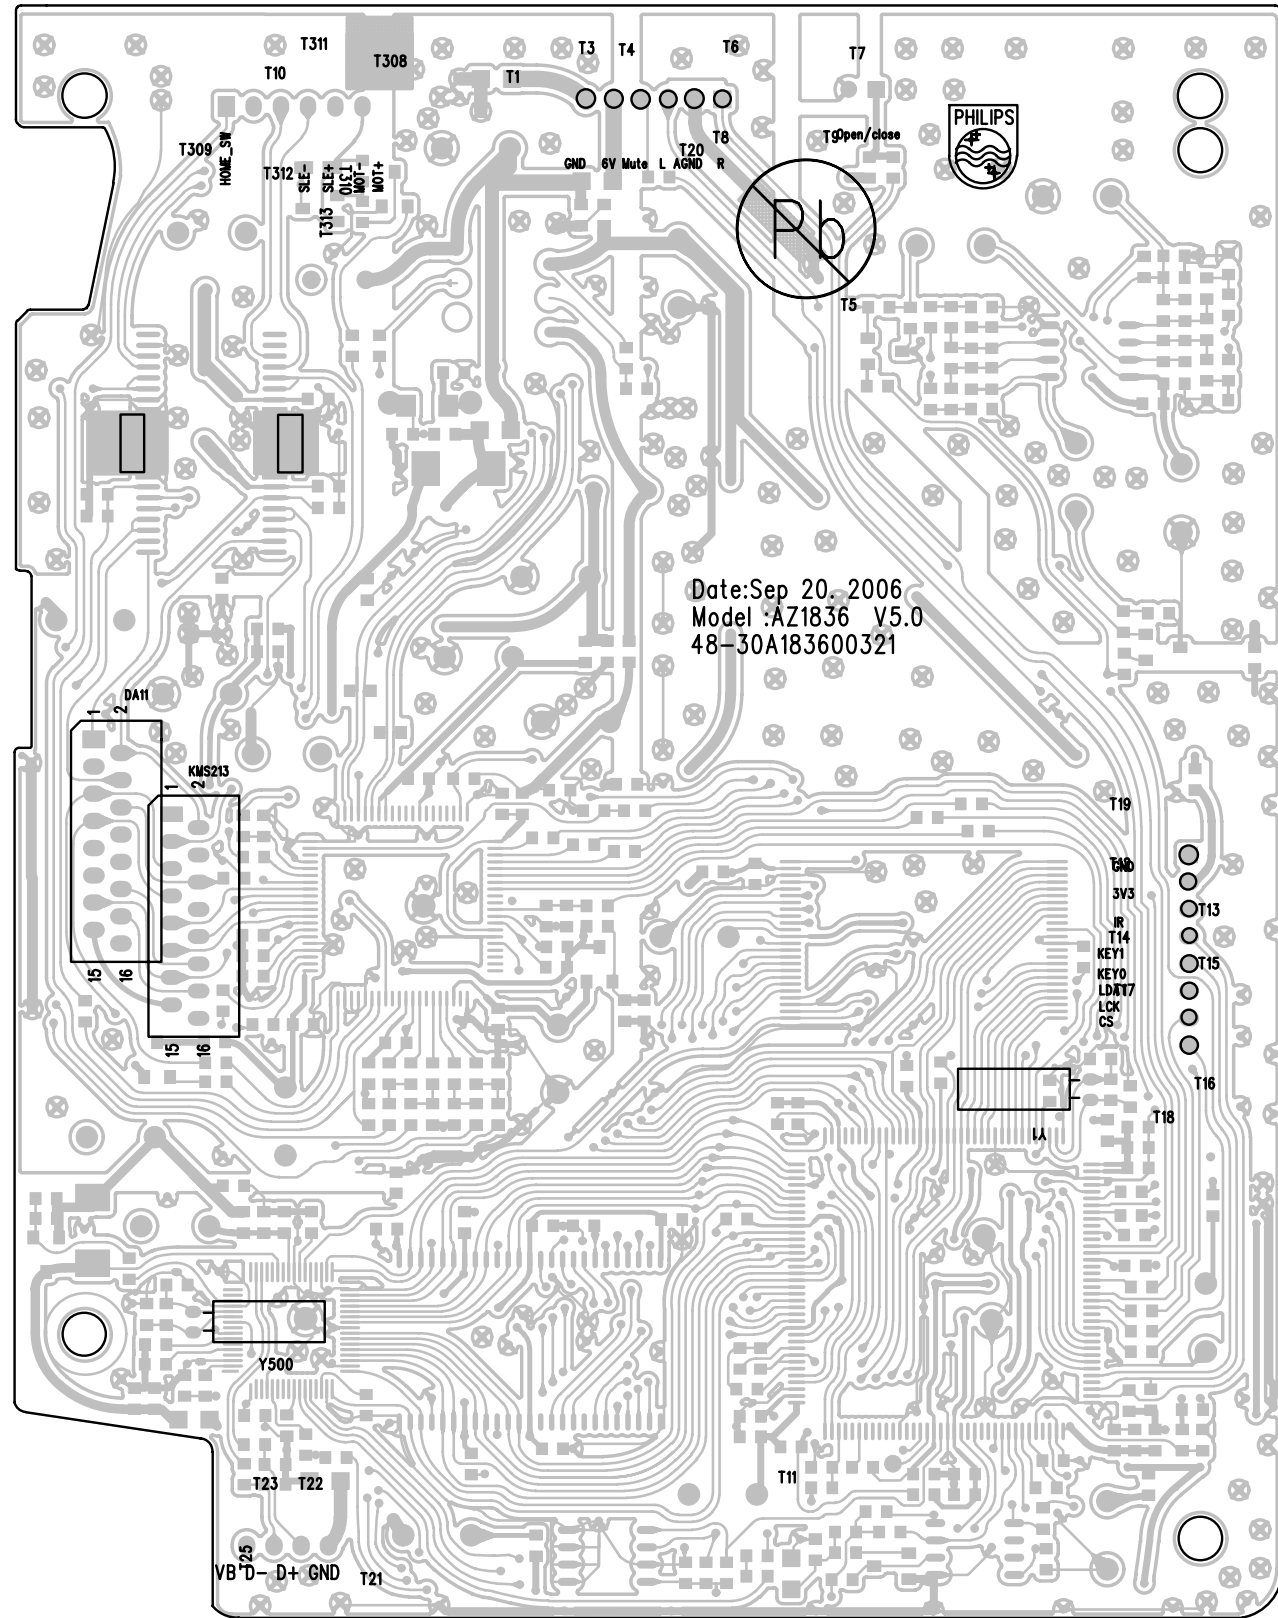 T311
T3 T4 T6
T7
T308
T10
T1
PHILIPS
T309
HOME_SW
T312
SLE-
SLE+
T310
MOT-
MOT+
T313
T8
T9
Open/close
T20
GND 6V Mute L AGND R
Pb
T5
Date:Sep 20. 2006
Model :AZ1836 V5.0
48-30A183600321
DA11
1 2
KMS213
1 2
15 16
15 16
T19
GND
3V3
T13
IR
T14
KEY1
T15
KEY0
LCK
CS
T16
T18
Y1
Y500
T11
T23 T22
T25
VB D- D+ GND
T21